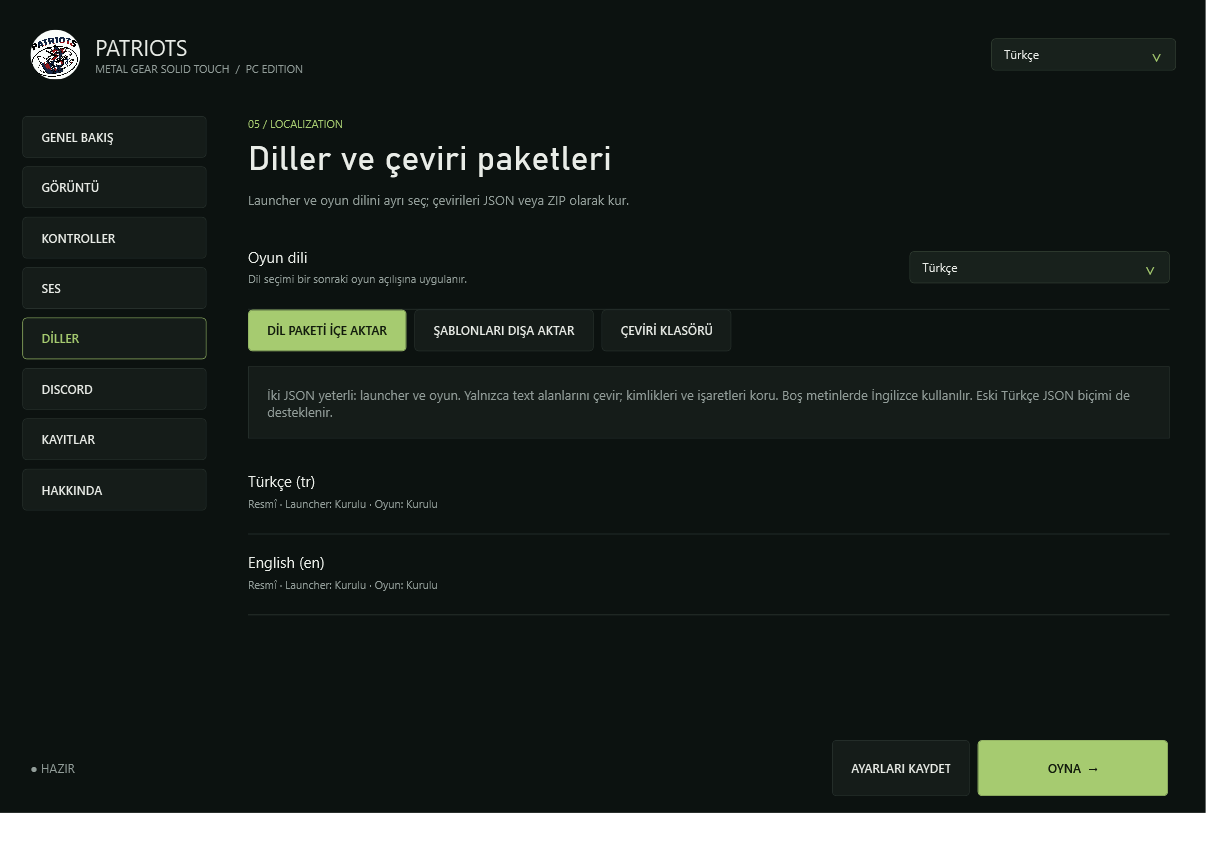 PATRIOTS
PATRIOTS
METAL GEAR SOLID TOUCH / PC EDITION
Türkçe
GENEL BAKIŞ
GÖRÜNTÜ
KONTROLLER
SES
DİLLER
DISCORD
KAYITLAR
HAKKINDA
05 / LOCALIZATION
Diller ve çeviri paketleri
Launcher ve oyun dilini ayrı seç; çevirileri JSON veya ZIP olarak kur.
Oyun dili
Dil seçimi bir sonraki oyun açılışına uygulanır.
Türkçe
DİL PAKETİ İÇE AKTAR
ŞABLONLARI DIŞA AKTAR
ÇEVİRİ KLASÖRÜ
İki JSON yeterli: launcher ve oyun. Yalnızca text alanlarını çevir; kimlikleri ve işaretleri koru. Boş metinlerde İngilizce kullanılır. Eski Türkçe JSON biçimi de
desteklenir.
Türkçe (tr)
Resmî · Launcher: Kurulu · Oyun: Kurulu
English (en)
Resmî · Launcher: Kurulu · Oyun: Kurulu
● HAZIR
AYARLARI KAYDET
OYNA →